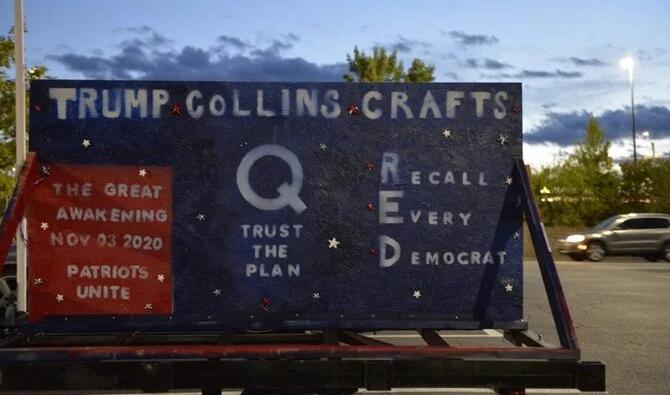 TRUMP COLLINS CRAFTS
THE GREAT
AWAKENING
NOV 03 2020
PATRIOTS
UNITE
Q
TRUST
THE
PLAN
RECALL
EVERY
DEMOCRAT